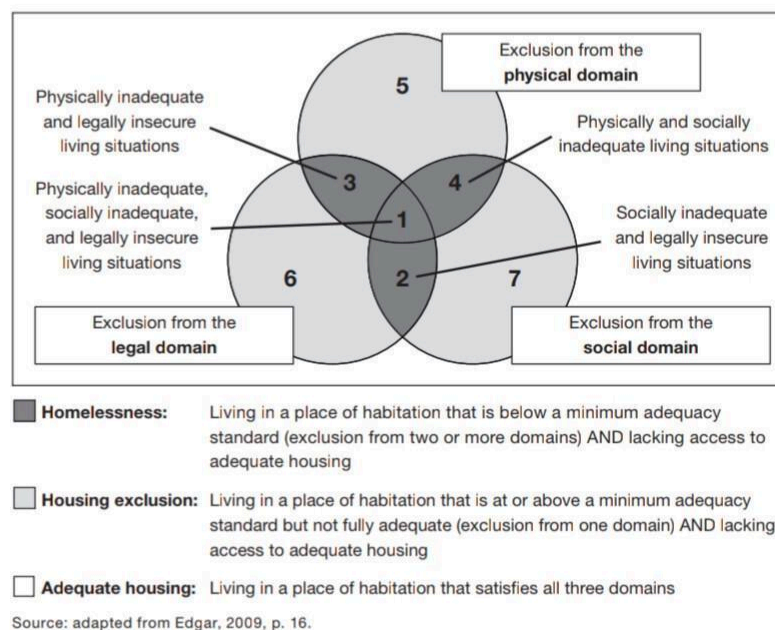 Exclusion from the
physical domain
5
Physically inadequate
and legally insecure
living situations
Physically and socially
inadequate living situations
3
4
Physically inadequate,
socially inadequate,
and legally insecure
living situations
1
Socially inadequate
and legally insecure
living situations
6
2
7
Exclusion from the
legal domain
Exclusion from the
social domain
Homelessness: Living in a place of habitation that is below a minimum adequacy
standard (exclusion from two or more domains) AND lacking access to
adequate housing
Housing exclusion: Living in a place of habitation that is at or above a minimum adequacy
standard but not fully adequate (exclusion from one domain) AND lacking
access to adequate housing
Adequate housing: Living in a place of habitation that satisfies all three domains
Source: adapted from Edgar, 2009, p. 16.